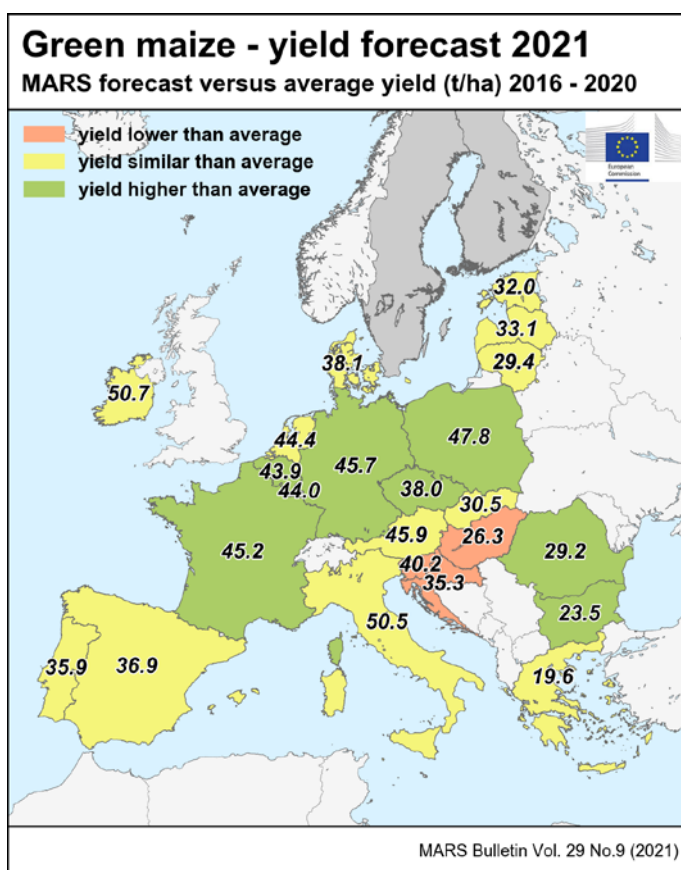 Green maize - yield forecast 2021
MARS forecast versus average yield (t/ha) 2016 - 2020
yield lower than average
yield similar than average
yield higher than average
European
Commission
32.0
33.1
29.4
38.1
50.7
44.4
47.8
45.7
43.9
44.0
38.0
30.5
45.9
26.3
45.2
40.2
35.3
29.2
50.5
23.5
35.9
36.9
19.6
MARS Bulletin Vol. 29 No.9 (2021)